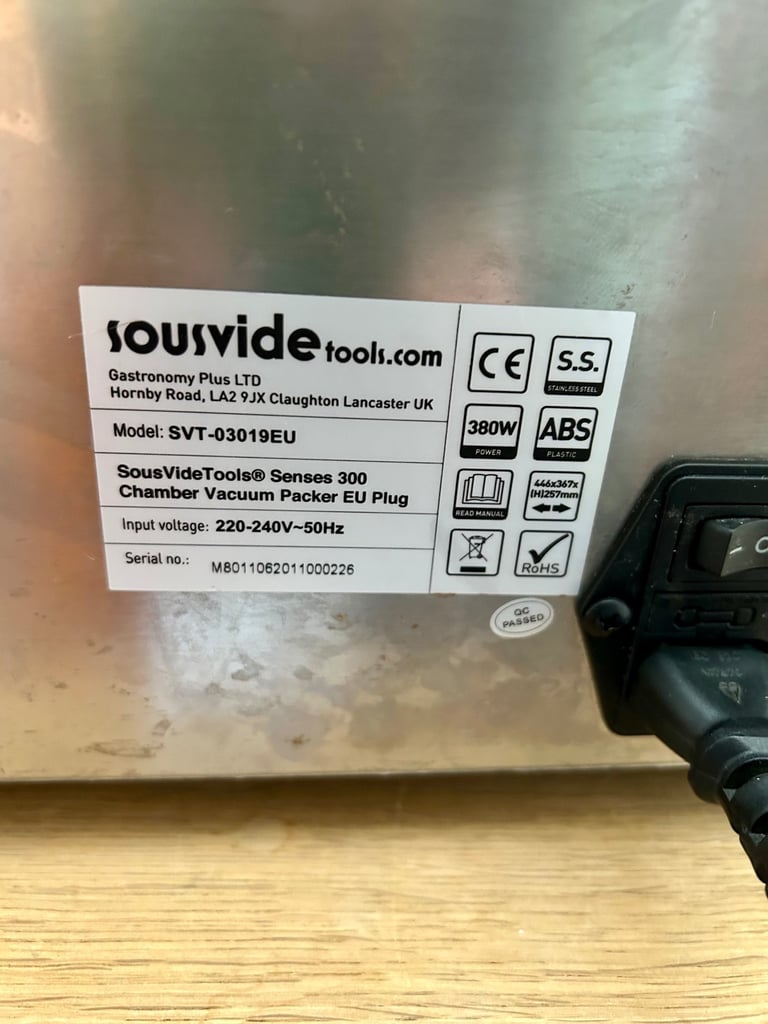 sousvidetools.com
Gastronomy Plus LTD
Hornby Road, LA2 9JX Claughton Lancaster UK
Model: SVT-03019EU
SousVideTools® Senses 300
Chamber Vacuum Packer EU Plug
Input voltage: 220-240V~50Hz
Serial no.: M8011062011000226
CE
S.S.
STAINLESS STEEL
380W
POWER
ABS
PLASTIC
READ MANUAL
446x367x
(H)257mm
RoHS
QC
PASSED